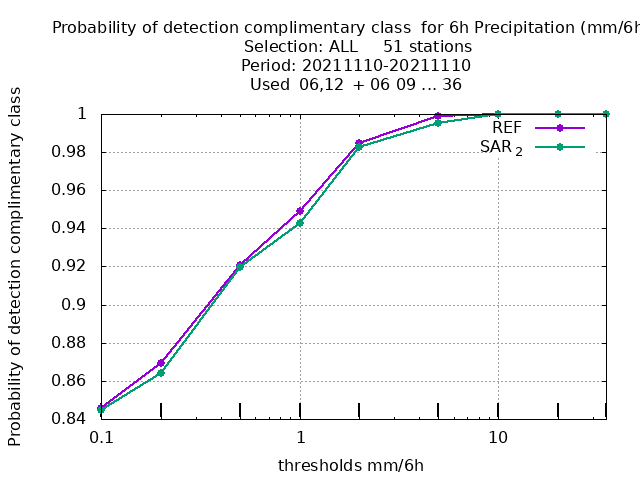 Probability of detection complimentary class  for 6h Precipitation (mm/6h
Selection: ALL     51 stations
Period: 20211110-20211110
Used  06,12  + 06 09 ... 36
Probability of detection complimentary class
1
0.98
0.96
0.94
0.92
0.9
0.88
0.86
0.84
REF
SAR 2
0.1
1
10
thresholds mm/6h